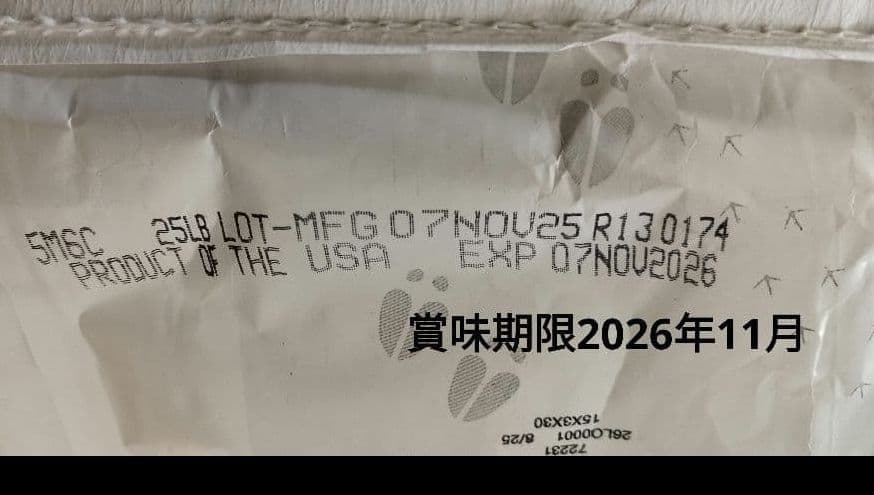 5M6C 25LB LOT-MFG 07NOV25 R130174
PRODUCT OF THE USA EXP 07NOV2026
賞味期限2026年11月
15X3X30
26LO0001 8/25
72231